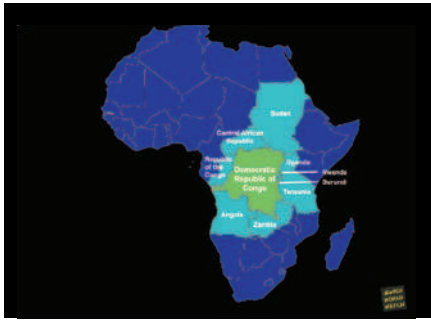 Sudan
Central African
Republic
Republic
of the
Congo
Democratic
Republic of
Congo
Uganda
Rwanda
Burundi
Tanzania
Angola
Zambia